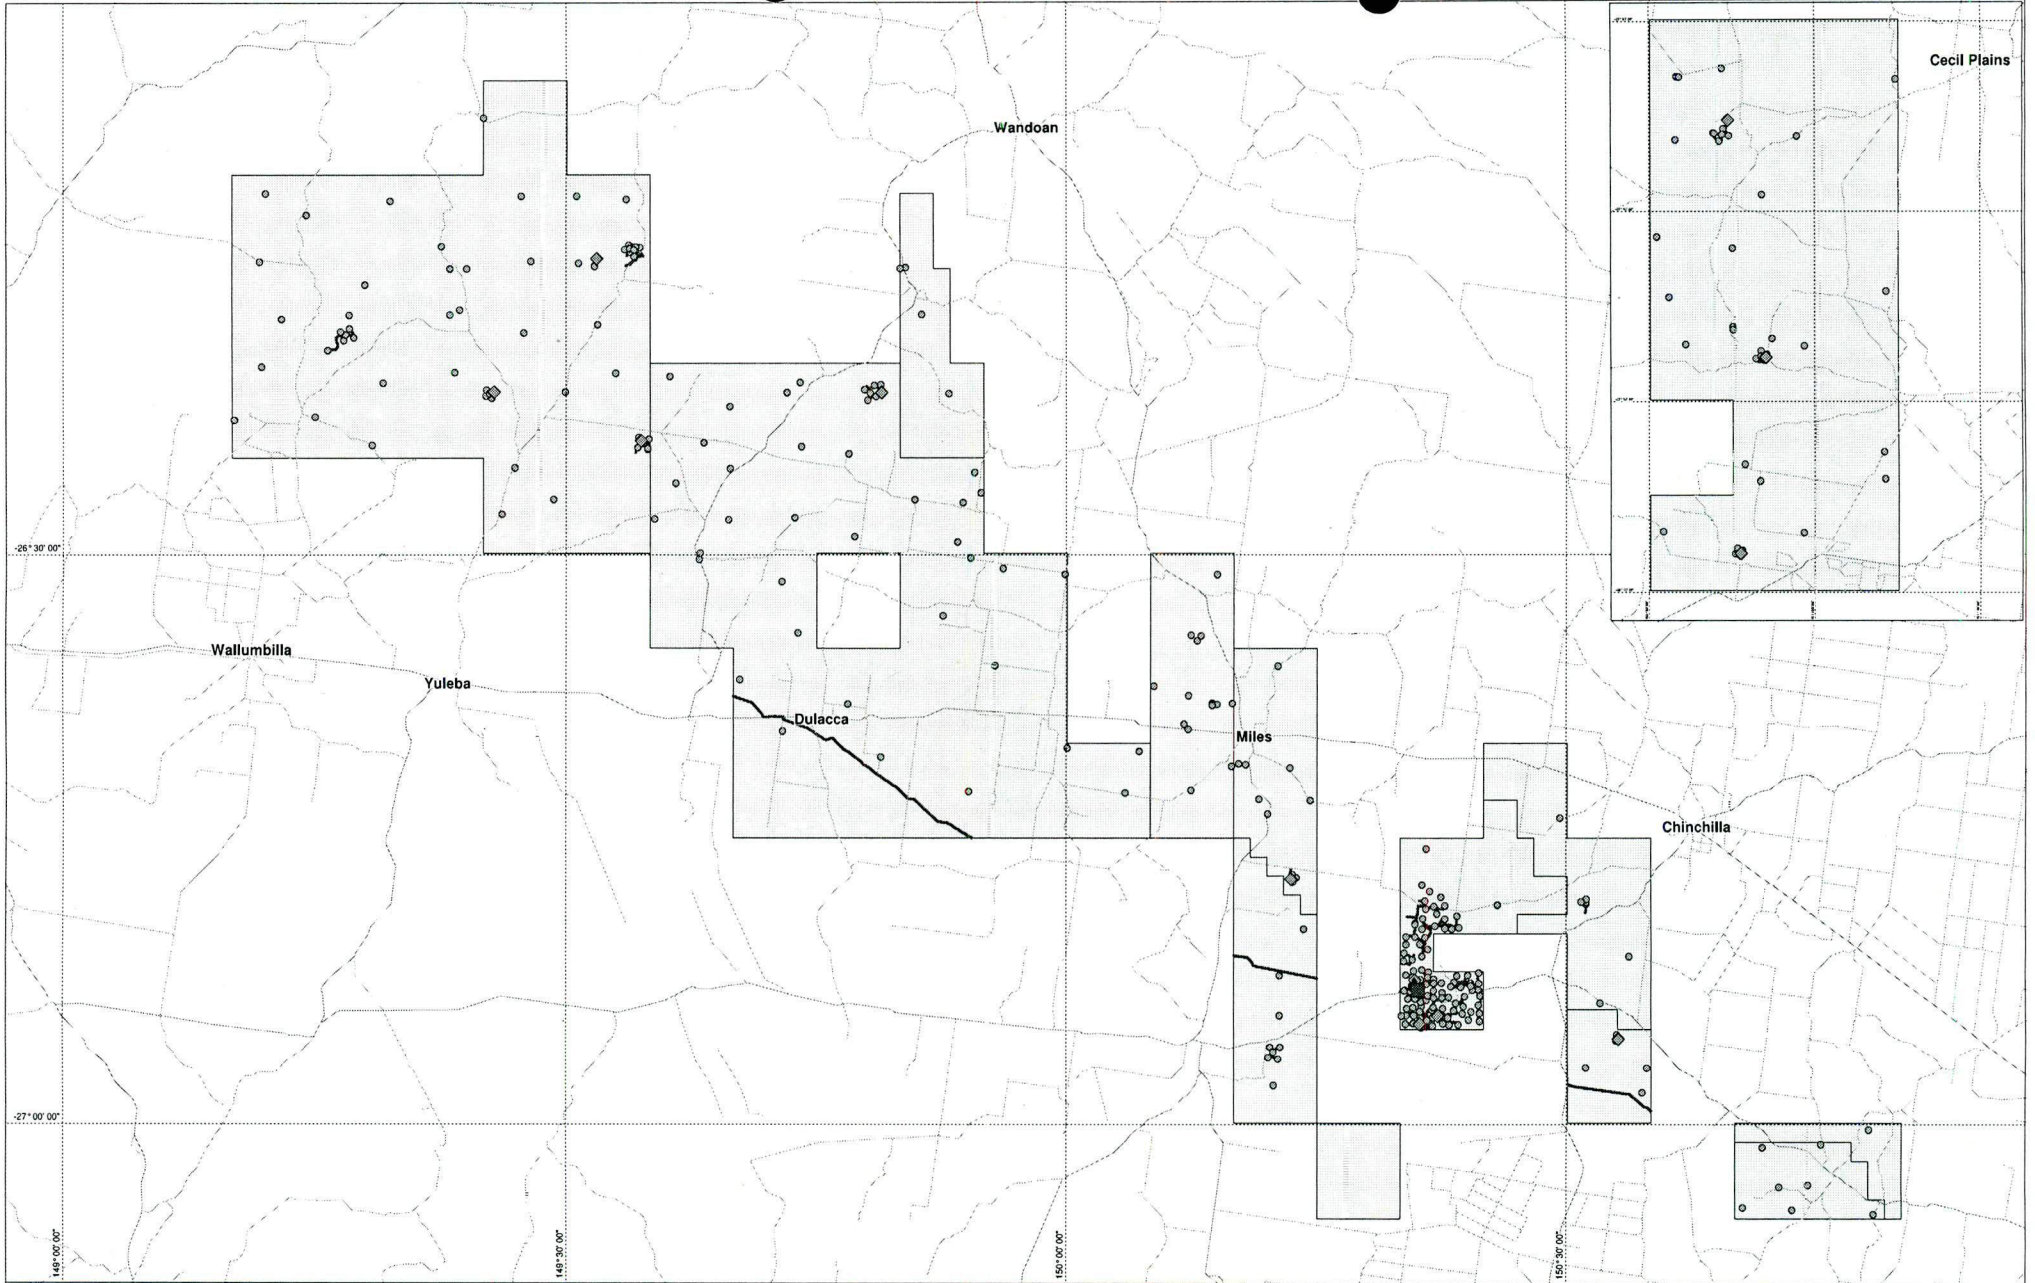 Cecil Plains
Wandoan
-26° 30' 00"
Wallumbilla
Yuleba
Dulacca
Miles
Chinchilla
-27° 00' 00"
149° 00' 00"
149° 30' 00"
150° 00' 00"
150° 30' 00"